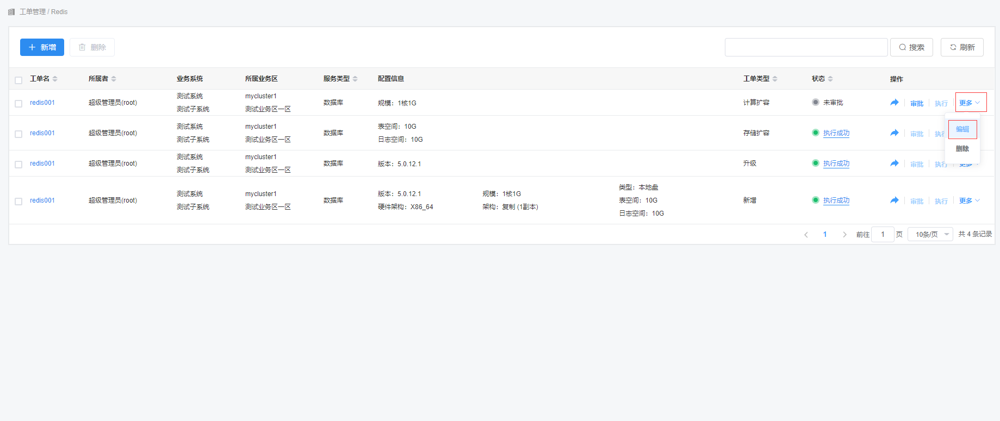 工单管理 / Redis
新增 删除 搜索 刷新
工单名 所属者 业务系统 所属业务区 服务类型 配置信息 工单类型 状态 操作
redis001 超级管理员(root) 测试系统 mycluster1 数据库 规模：1核1G 计算扩容 未审批 审批 执行 更多
测试子系统 测试业务区一区
编辑
删除
redis001 超级管理员(root) 测试系统 mycluster1 数据库 表空间：10G 存储扩容 执行成功 审批 执行
测试子系统 测试业务区一区 日志空间：10G
redis001 超级管理员(root) 测试系统 mycluster1 数据库 版本：5.0.12.1 升级 执行成功 审批 执行 更多
测试子系统 测试业务区一区
redis001 超级管理员(root) 测试系统 mycluster1 数据库 版本：5.0.12.1 规模：1核1G 类型：本地盘 新增 执行成功 审批 执行 更多
测试子系统 测试业务区一区 硬件架构：X86_64 架构：复制 (1副本) 表空间：10G
日志空间：10G
1 前往 1 页 10条/页 共 4 条记录